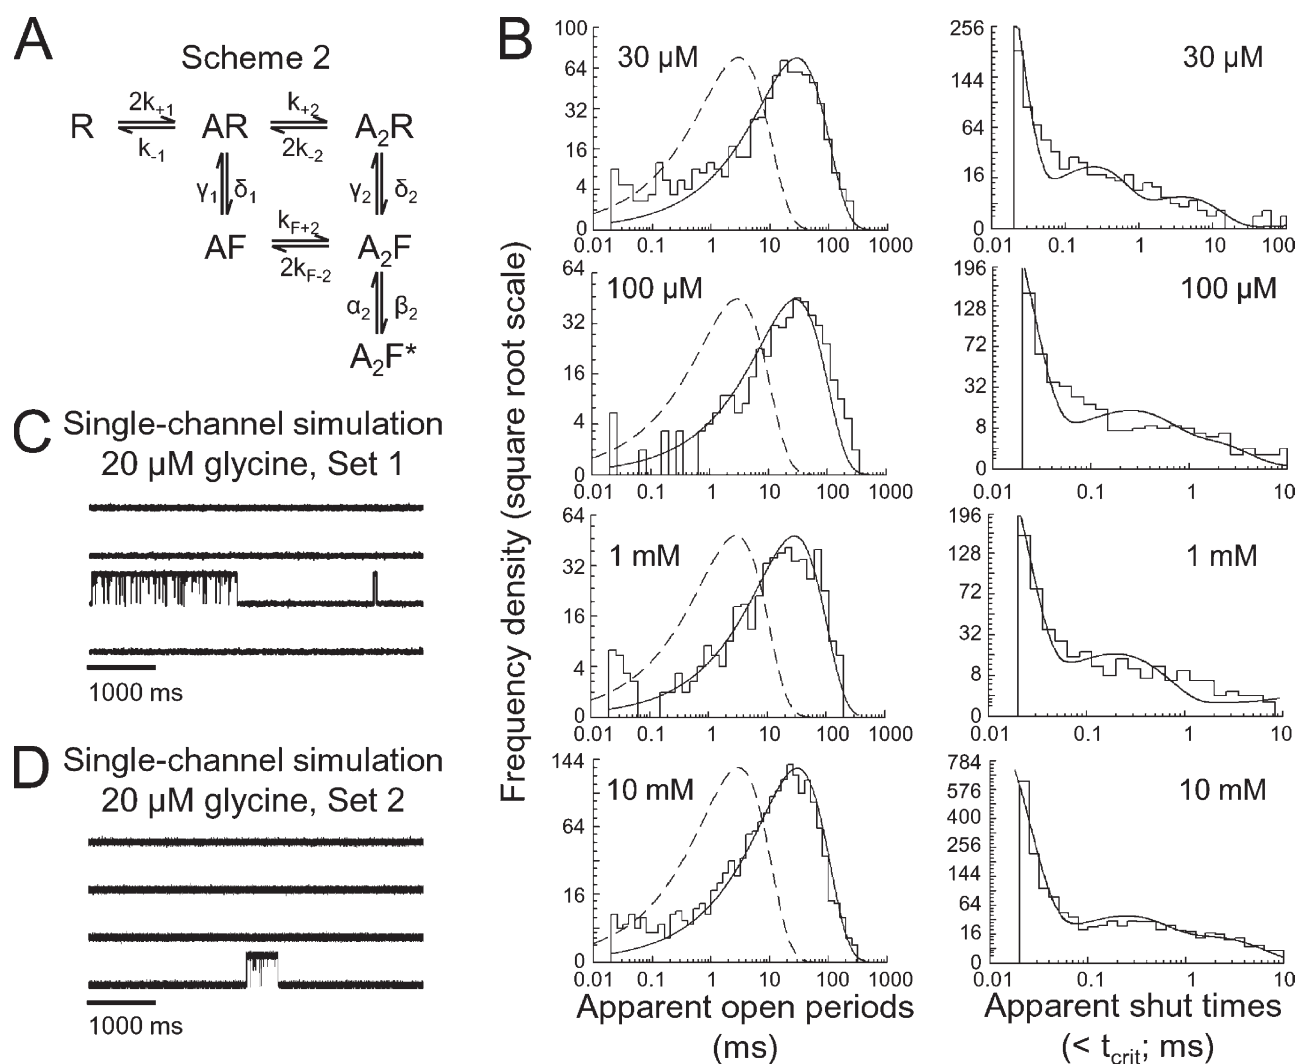 A
Scheme 2
R
2k+1
k-1
AR
k+2
2k-2
A2R
γ1
δ1
γ2
δ2
AF
kF+2
2kF-2
A2F
α2
β2
A2F*
C
Single-channel simulation
20 µM glycine, Set 1
1000 ms
D
Single-channel simulation
20 µM glycine, Set 2
1000 ms
B
Frequency density (square root scale)
30 µM
100
64
32
16
4
0
0.01 0.1 1 10 100 1000
30 µM
256
144
64
16
0
0.01 0.1 1 10 100
100 µM
64
32
16
4
0
0.01 0.1 1 10 100 1000
100 µM
196
128
72
32
8
0
0.01 0.1 1 10
1 mM
64
32
16
4
0
0.01 0.1 1 10 100 1000
1 mM
196
128
72
32
8
0
0.01 0.1 1 10
10 mM
144
64
16
0
0.01 0.1 1 10 100 1000
10 mM
784
576
400
256
144
64
16
0
0.01 0.1 1 10
Apparent open periods
(ms)
Apparent shut times
(< tcrit; ms)